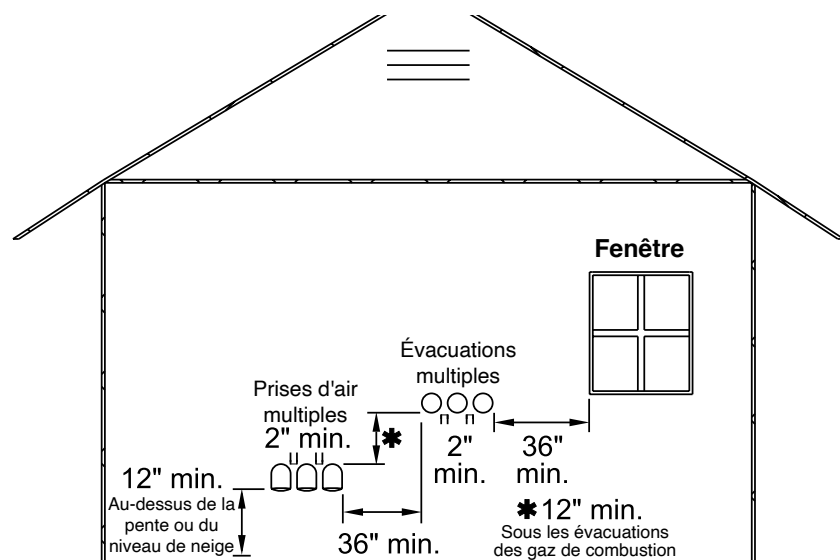 Fenêtre
Évacuations
multiples
Prises d'air
multiples
2" min.
✱
2"
min.
36"
min.
12" min.
Au-dessus de la
pente ou du
niveau de neige
36" min.
✱12" min.
Sous les évacuations
des gaz de combustion